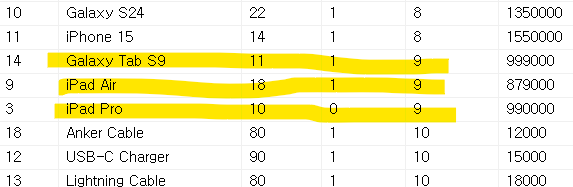 10 Galaxy S24 22 1 8 1350000
11 iPhone 15 14 1 8 1550000
14 Galaxy Tab S9 11 1 9 999000
9 iPad Air 18 1 9 879000
3 iPad Pro 10 0 9 990000
18 Anker Cable 80 1 10 12000
12 USB-C Charger 90 1 10 15000
13 Lightning Cable 80 1 10 18000